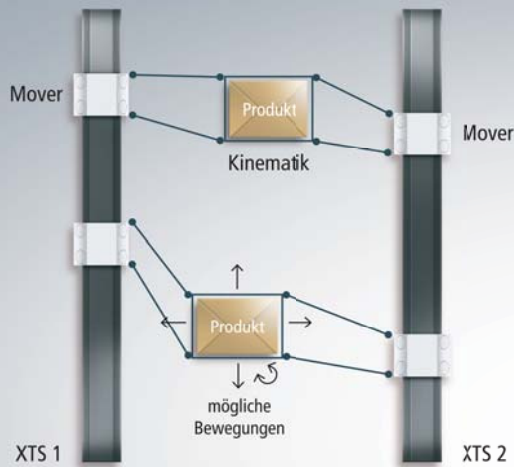 Mover
Produkt
Kinematik
Mover
Produkt
mögliche
Bewegungen
XTS 1
XTS 2